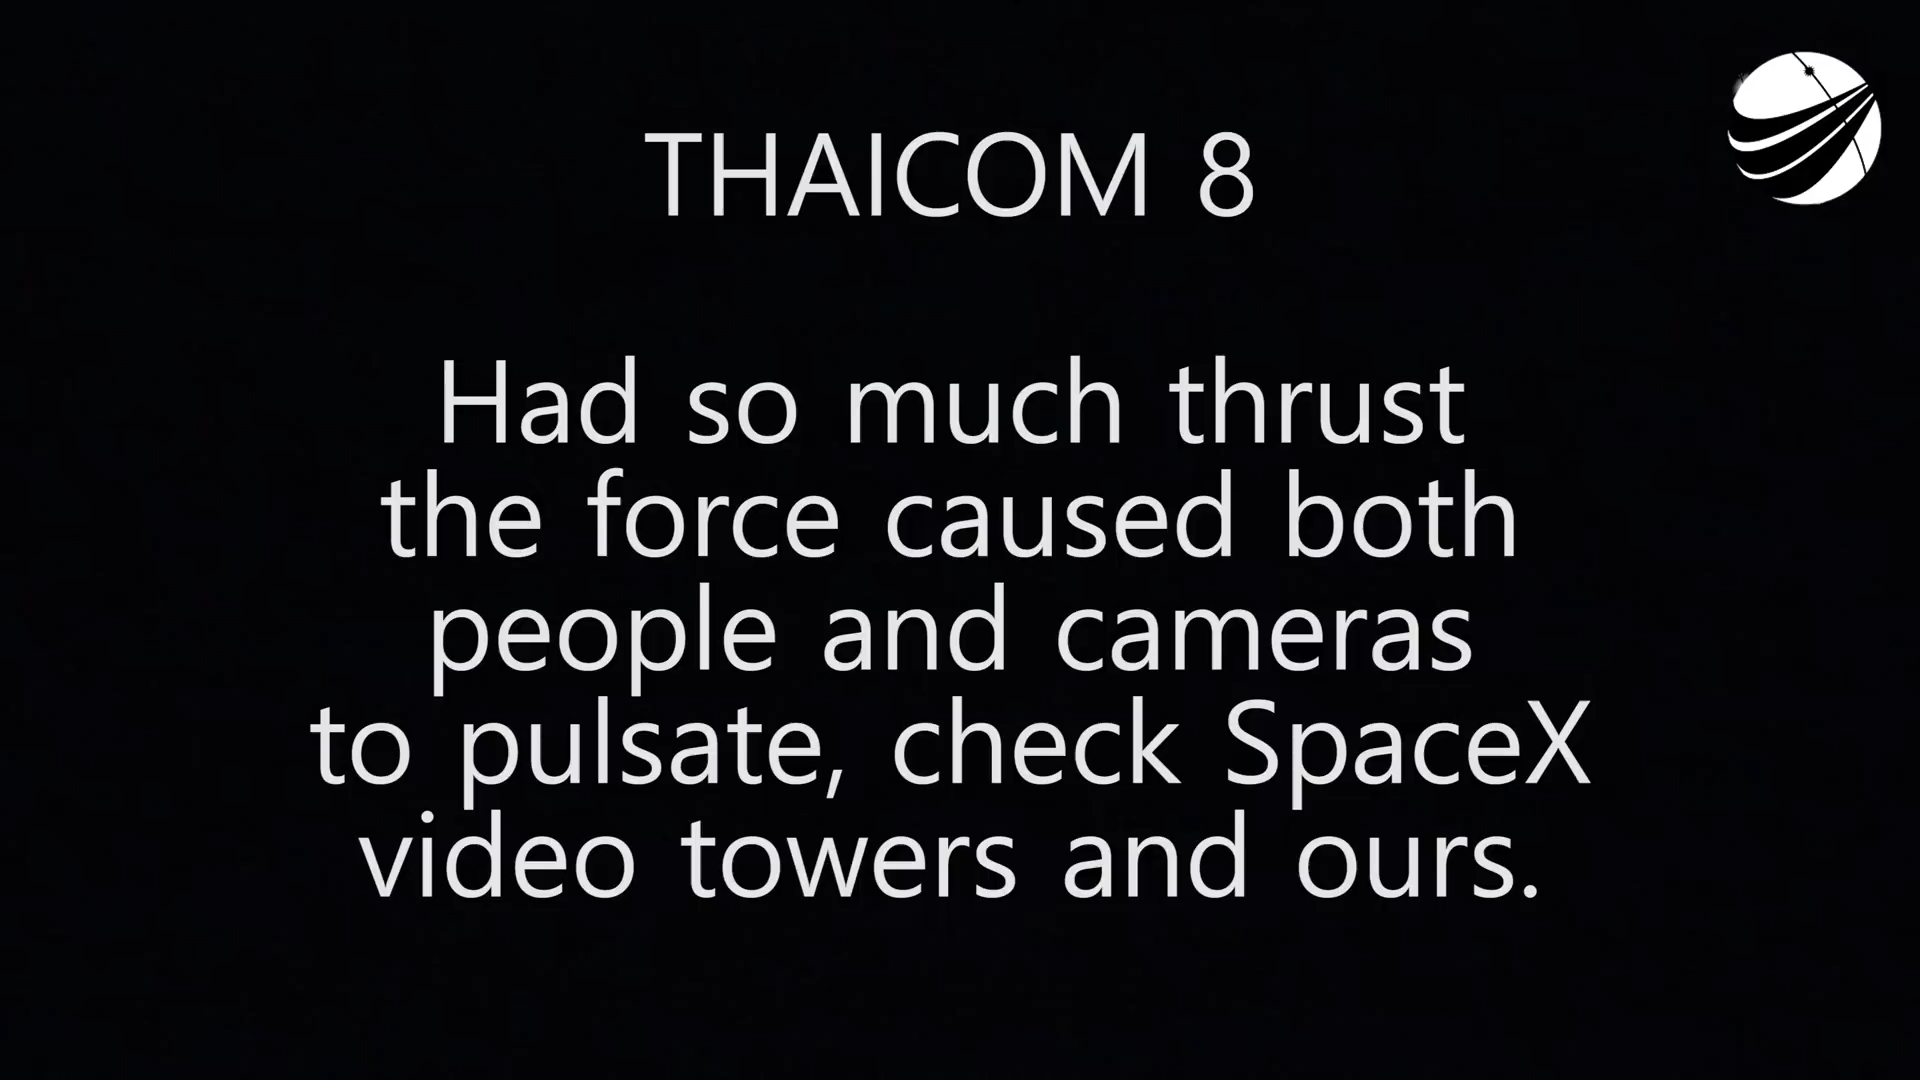 THAICOM 8
Had so much thrust
the force caused both
people and cameras
to pulsate, check SpaceX
video towers and ours.